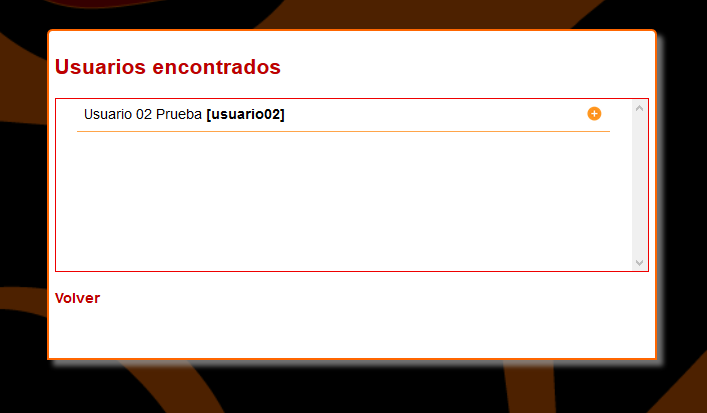 Usuarios encontrados
Usuario 02 Prueba [usuario02]
Volver